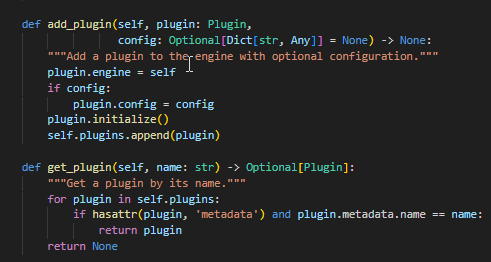 def add_plugin(self, plugin: Plugin,
               config: Optional[Dict[str, Any]] = None) -> None:
    """Add a plugin to the engine with optional configuration."""
    plugin.engine = self
    if config:
        plugin.config = config
    plugin.initialize()
    self.plugins.append(plugin)
def get_plugin(self, name: str) -> Optional[Plugin]:
    """Get a plugin by its name."""
    for plugin in self.plugins:
        if hasattr(plugin, 'metadata') and plugin.metadata.name == name:
            return plugin
    return None